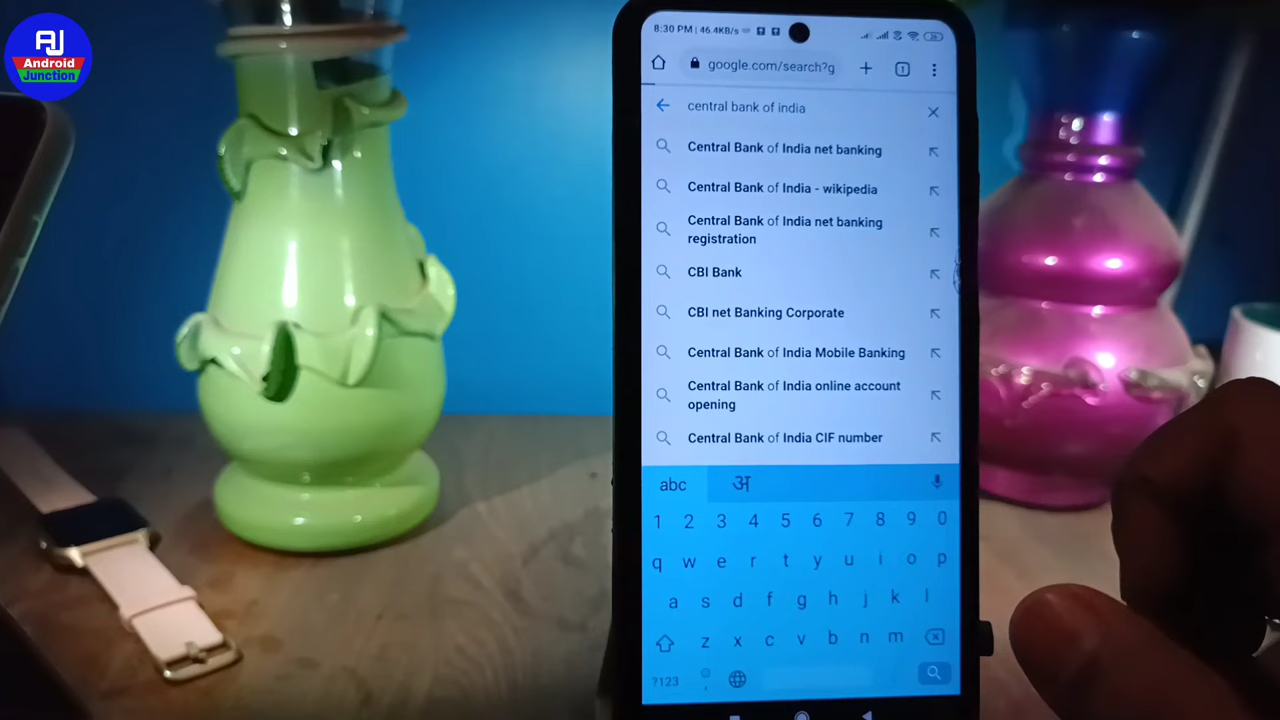 AJ
Android
Junction
8:30 PM | 46.4KB/s
google.com/search?g
1
central bank of india
Central Bank of India net banking
Central Bank of India - wikipedia
Central Bank of India net banking
registration
CBI Bank
CBI net Banking Corporate
Central Bank of India Mobile Banking
Central Bank of India online account
opening
Central Bank of India CIF number
abc अ
1 2 3 4 5 6 7 8 9 0
q w e r t y u i o p
a s d f g h j k l
z x c v b n m
?123 ,